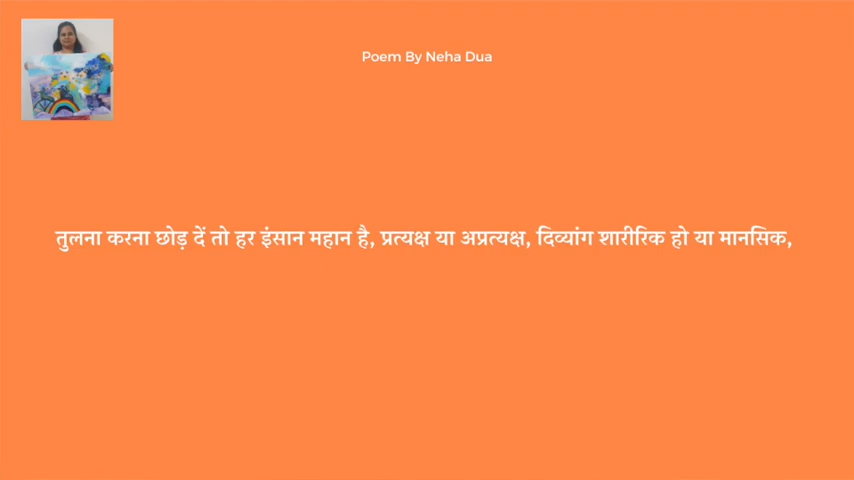 Poem By Neha Dua
तुलना करना छोड़ दें तो हर इंसान महान है, प्रत्यक्ष या अप्रत्यक्ष, दिव्यांग शारीरिक हो या मानसिक,